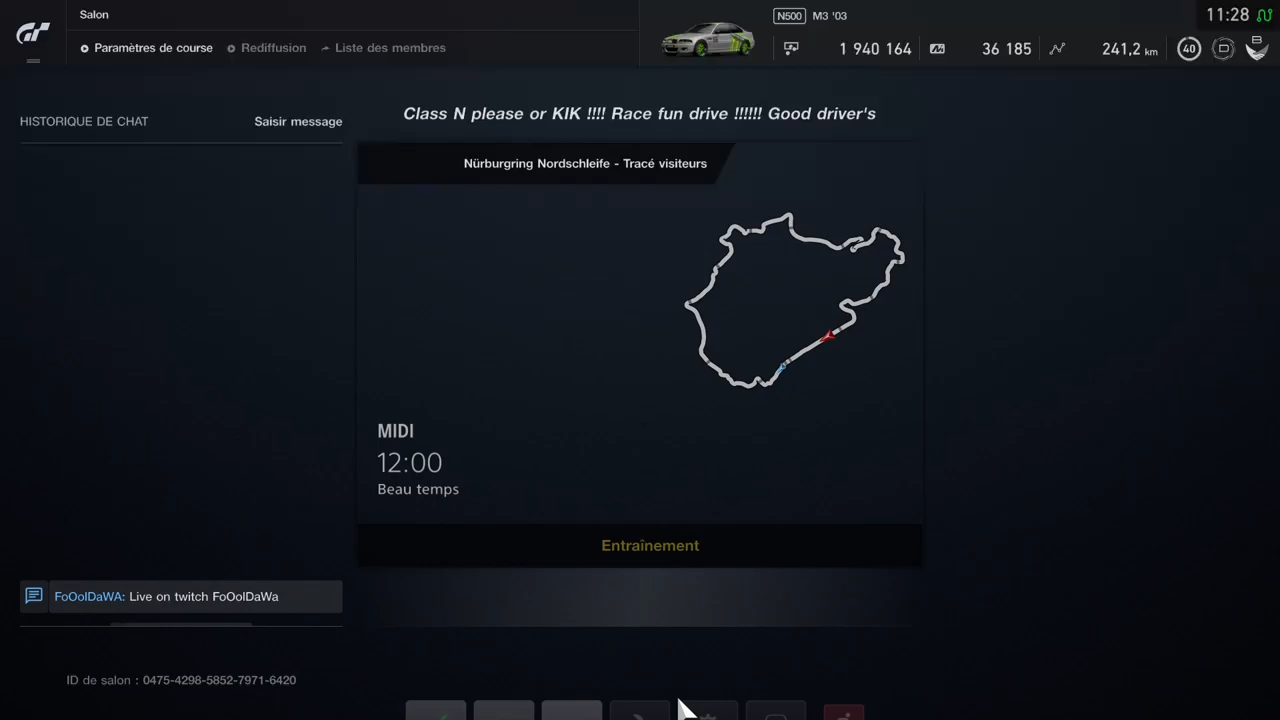 Salon
Paramètres de course
Rediffusion
Liste des membres
N500
M3 '03
1 940 164
36 185
241,2 km
40
11:28
HISTORIQUE DE CHAT
Saisir message
Class N please or KIK !!!! Race fun drive !!!!!! Good driver's
Nürburgring Nordschleife - Tracé visiteurs
MIDI
12:00
Beau temps
Entraînement
FoOolDaWA: Live on twitch FoOolDaWa
ID de salon : 0475-4298-5852-7971-6420